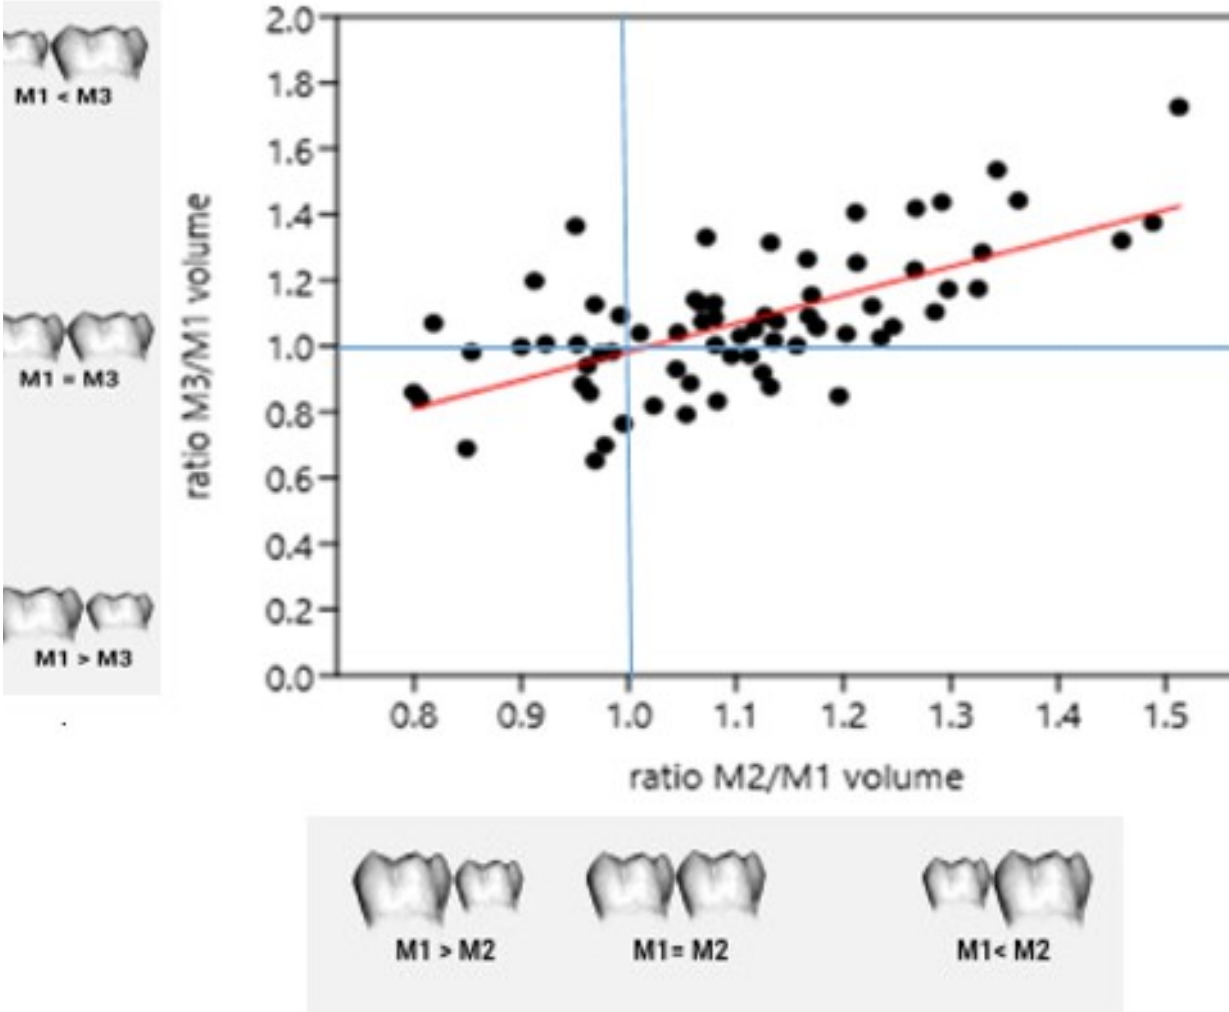 M1 < M3
M1 = M3
M1 > M3
ratio M3/M1 volume
2.0
1.8
1.6
1.4
1.2
1.0
0.8
0.6
0.4
0.2
0.0
0.8 0.9 1.0 1.1 1.2 1.3 1.4 1.5
ratio M2/M1 volume
M1 > M2 M1= M2 M1< M2